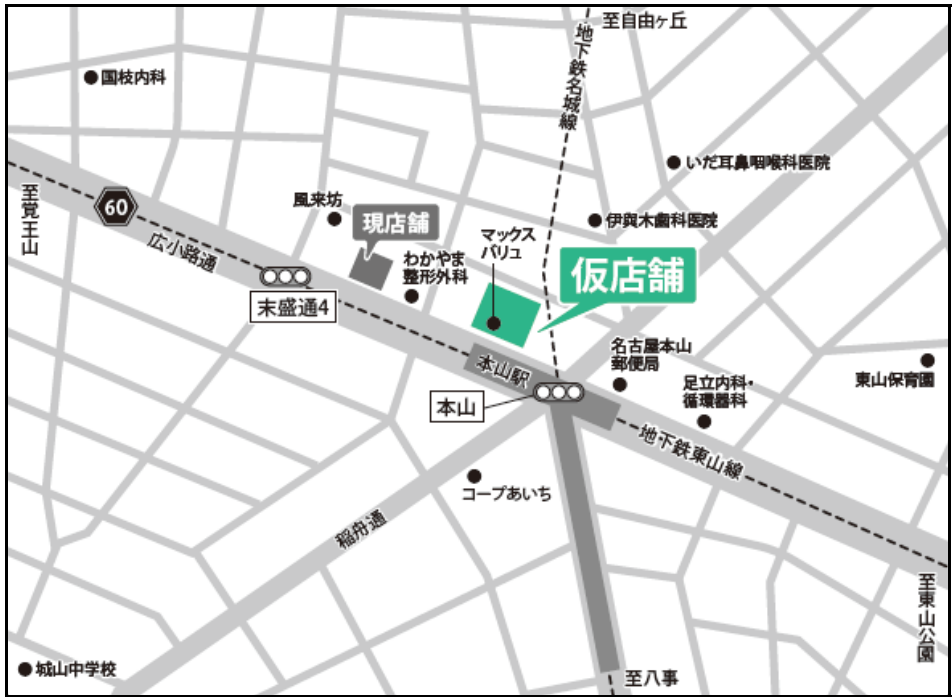 至自由ヶ丘
地下鉄名城線
国枝内科
いだ耳鼻咽喉科医院
至覚王山
60
風来坊
現店舗
伊與木歯科医院
広小路通
マックス
バリュ
わかやま
整形外科
仮店舗
末盛通4
名古屋本山
郵便局
本山駅
東山保育園
足立内科・
循環器科
本山
地下鉄東山線
コープあいち
稲舟通
至東山公園
城山中学校
至八事